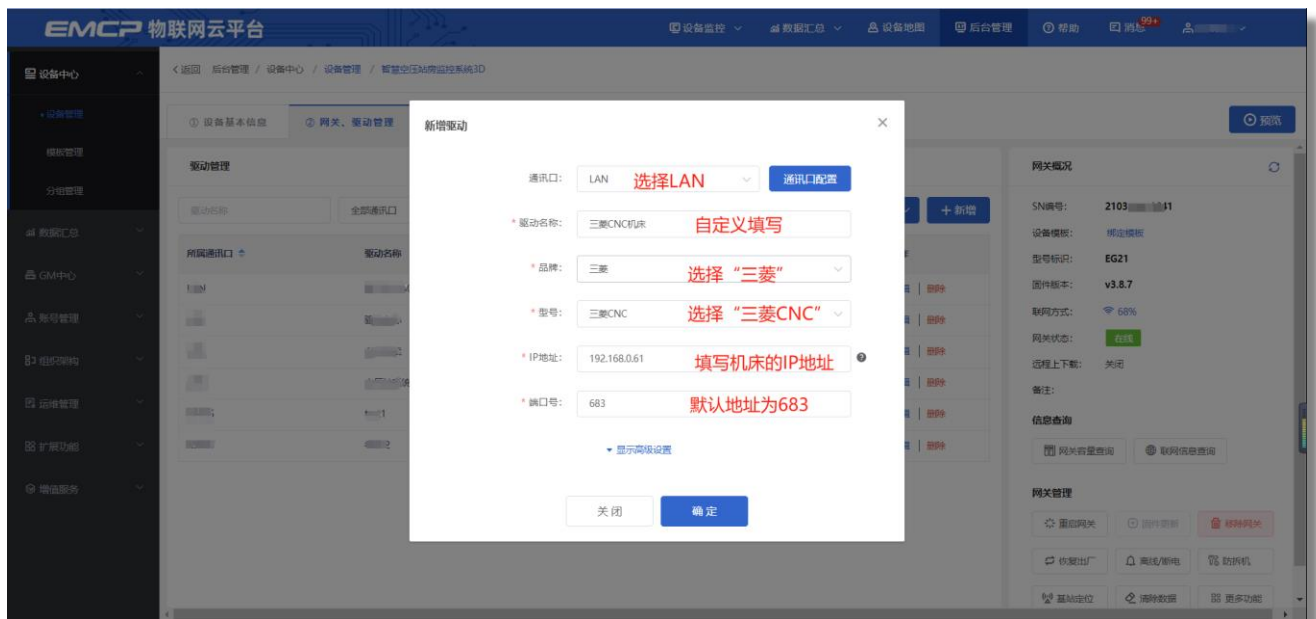 EMCP 物联网云平台
设备监控
数据汇总
设备地图
后台管理
帮助
消息
99+
设备中心
设备管理
模板管理
分组管理
数据汇总
GM中心
账号管理
组织架构
运维管理
扩展功能
增值服务
<返回 后台管理 / 设备中心 / 设备管理 / 智慧空压站房监控系统3D
① 设备基本信息
② 网关、驱动管理
预览
驱动管理
驱动名称
全部通讯口
+新增
所属通讯口
驱动名称
删除
删除
删除
删除
删除
删除
新增驱动
通讯口:
LAN
选择LAN
通讯口配置
* 驱动名称:
三菱CNC机床
自定义填写
* 品牌:
三菱
选择“三菱”
* 型号:
三菱CNC
选择“三菱CNC”
* IP地址:
192.168.0.61
填写机床的IP地址
* 端口号:
683
默认地址为683
显示高级设置
关闭
确定
网关概况
SN编号:
2103
41
设备模板:
绑定模板
型号标识:
EG21
固件版本:
v3.8.7
联网方式:
68%
网关状态:
在线
远程上下载:
关闭
备注:
信息查询
网关容量查询
联网信息查询
网关管理
重启网关
固件更新
移除网关
恢复出厂
离线/断电
防拆机
基站定位
清除数据
更多功能